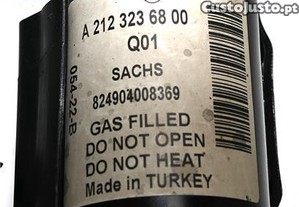 CustoJusto.pt
A 212 323 68 00
Q01
054-22-B
SACHS
824904008369
GAS FILLED
DO NOT OPEN
DO NOT HEAT
Made in TURKEY